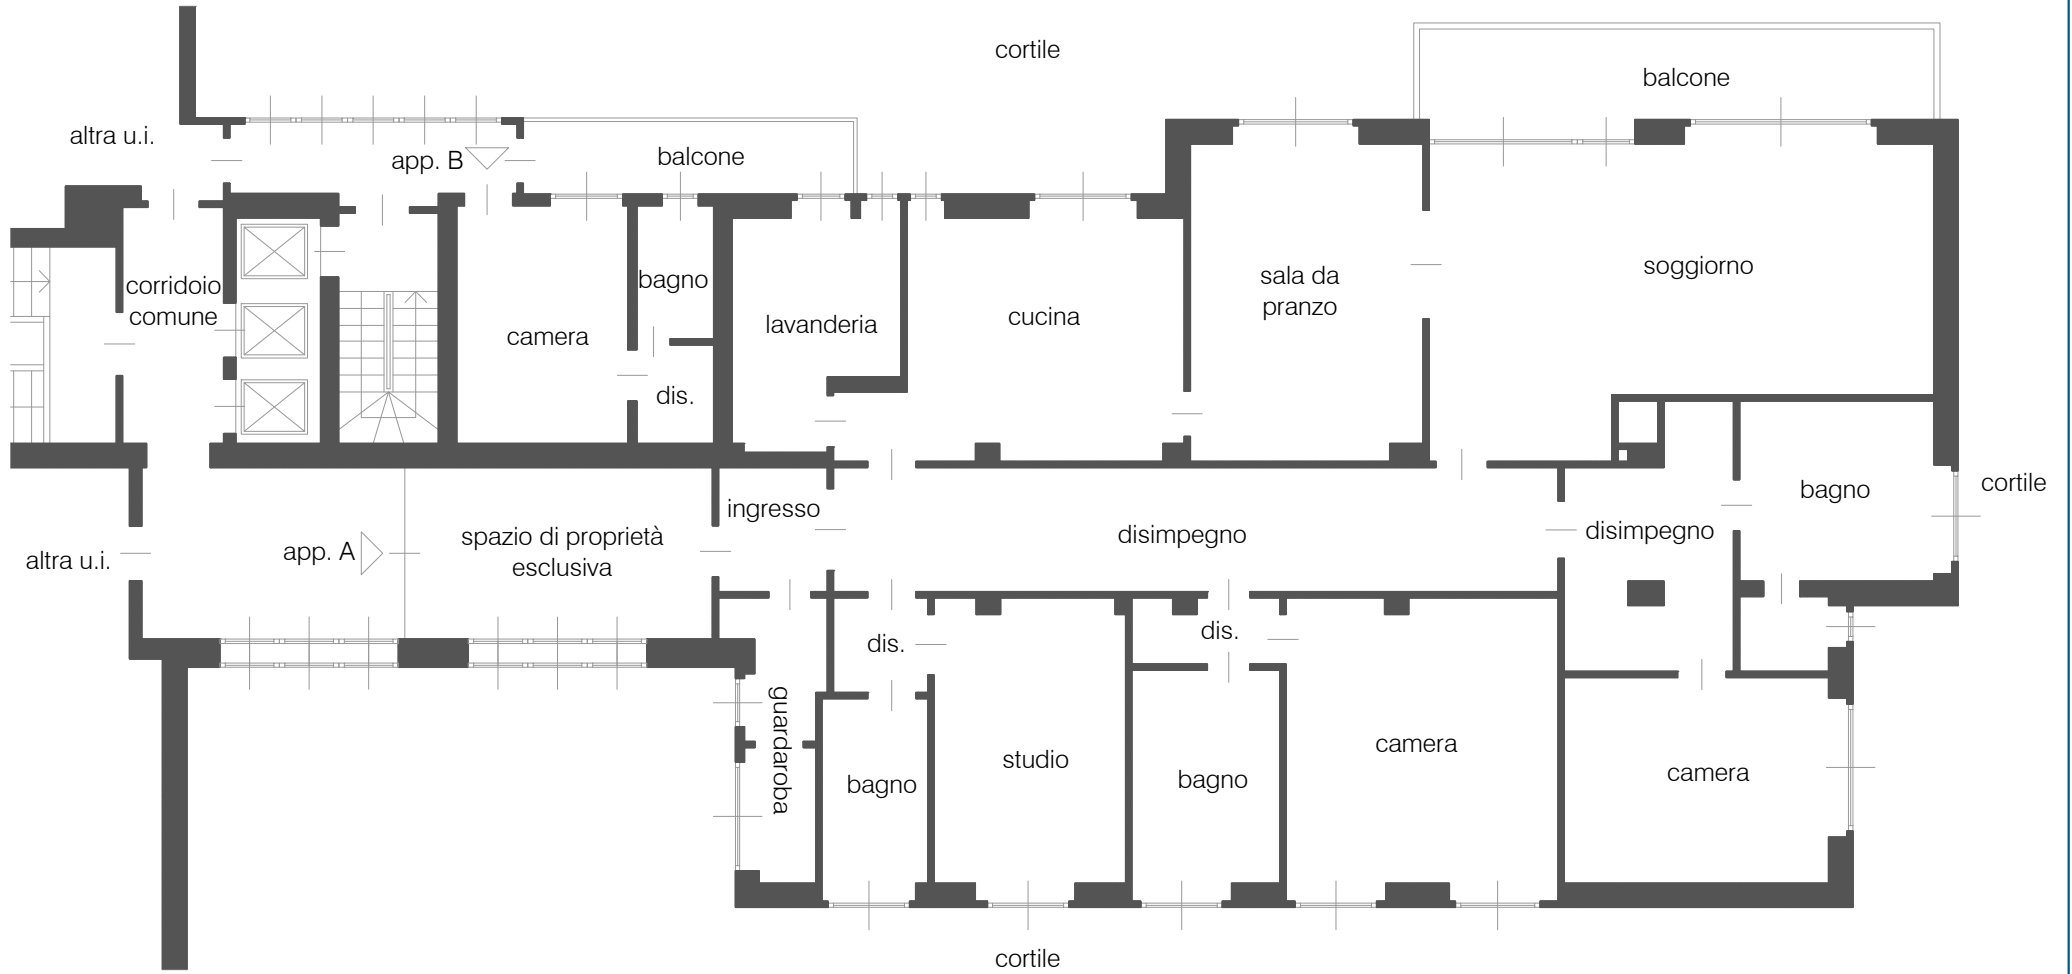 cortile
balcone
altra u.i.
app. B
balcone
corridoio
comune
camera
bagno
dis.
lavanderia
cucina
sala da
pranzo
soggiorno
bagno
cortile
altra u.i.
app. A
spazio di proprietà
esclusiva
ingresso
disimpegno
disimpegno
dis.
dis.
guardaroba
bagno
studio
bagno
camera
camera
cortile